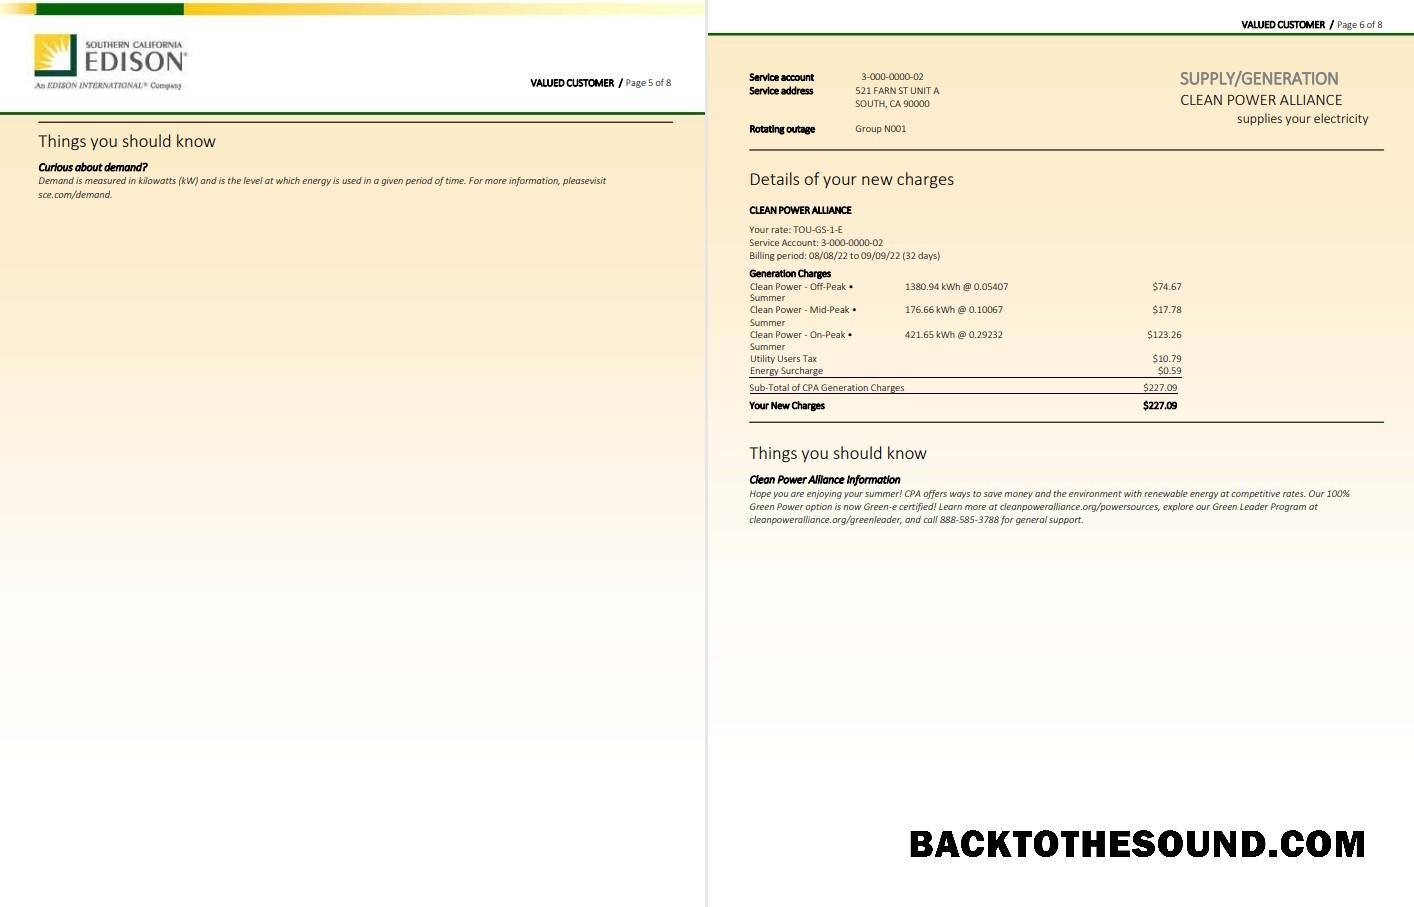 SOUTHERN CALIFORNIA
EDISON®
An EDISON INTERNATIONAL® Company
VALUED CUSTOMER / Page 5 of 8
Things you should know
Curious about demand?
Demand is measured in kilowatts (kW) and is the level at which energy is used in a given period of time. For more information, pleasevisit
sce.com/demand.
VALUED CUSTOMER / Page 6 of 8
Service account 3-000-0000-02
Service address 521 FARN ST UNIT A
SOUTH, CA 90000
Rotating outage Group N001
SUPPLY/GENERATION
CLEAN POWER ALLIANCE
supplies your electricity
Details of your new charges
CLEAN POWER ALLIANCE
Your rate: TOU-GS-1-E
Service Account: 3-000-0000-02
Billing period: 08/08/22 to 09/09/22 (32 days)
Generation Charges
Clean Power - Off-Peak • 1380.94 kWh @ 0.05407 $74.67
Summer
Clean Power - Mid-Peak • 176.66 kWh @ 0.10067 $17.78
Summer
Clean Power - On-Peak • 421.65 kWh @ 0.29232 $123.26
Summer
Utility Users Tax $10.79
Energy Surcharge $0.59
Sub-Total of CPA Generation Charges $227.09
Your New Charges $227.09
Things you should know
Clean Power Alliance Information
Hope you are enjoying your summer! CPA offers ways to save money and the environment with renewable energy at competitive rates. Our 100%
Green Power option is now Green-e certified! Learn more at cleanpoweralliance.org/powersources, explore our Green Leader Program at
cleanpoweralliance.org/greenleader, and call 888-585-3788 for general support.
BACKTOTHESOUND.COM